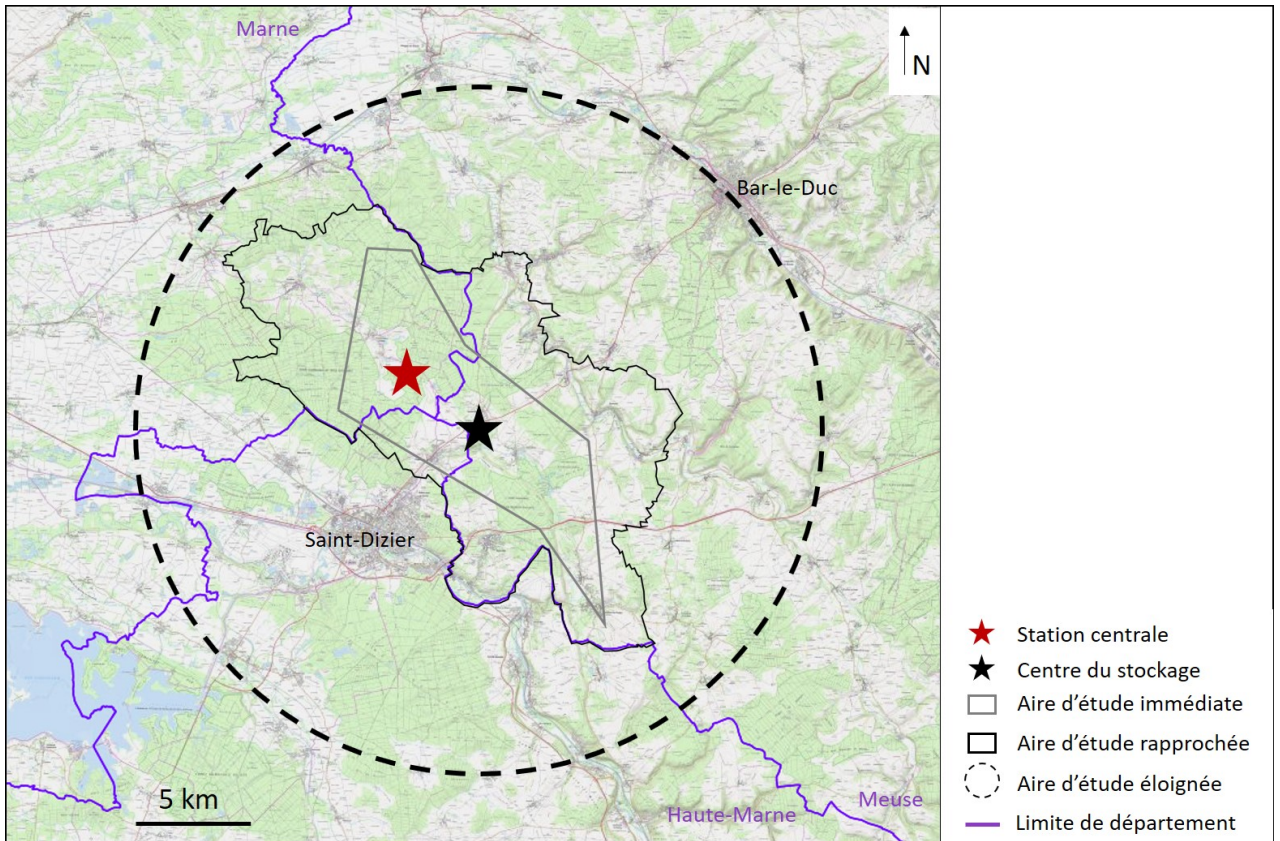 Marne
N
Bar-le-Duc
Saint-Dizier
5 km
Haute-Marne
Meuse
Station centrale
Centre du stockage
Aire d'étude immédiate
Aire d'étude rapprochée
Aire d'étude éloignée
Limite de département